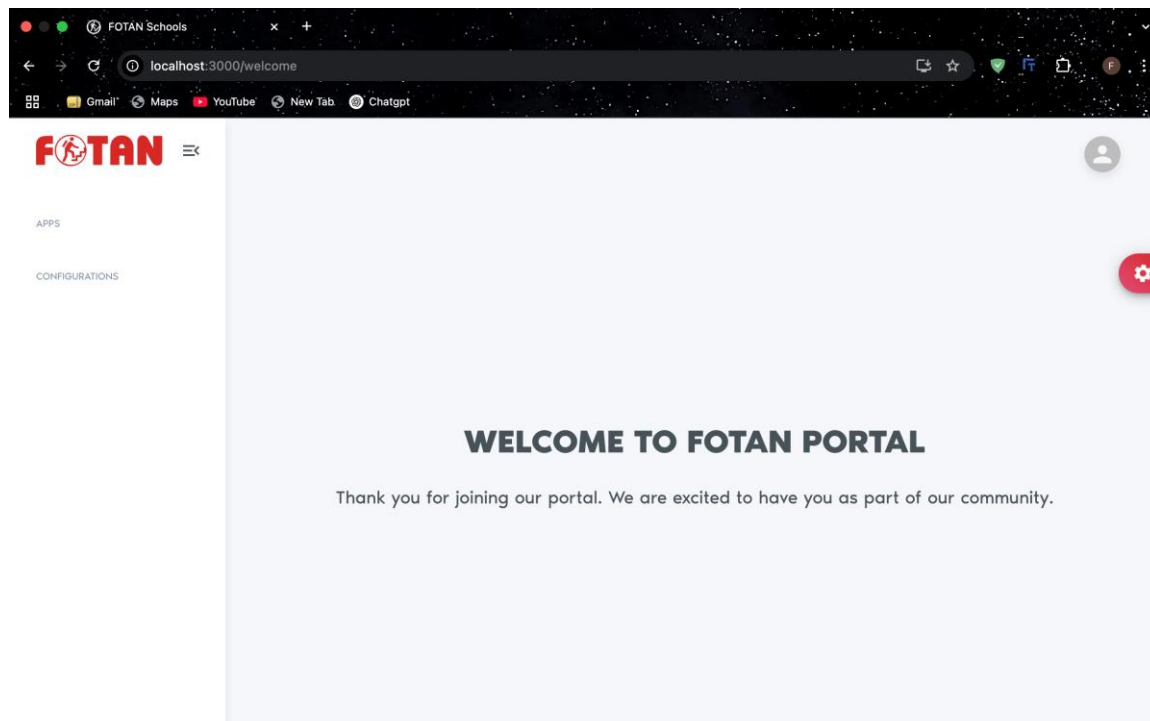 FOTAN Schools
localhost:3000/welcome
Gmail Maps YouTube New Tab Chatgpt
FOTAN
APPS
CONFIGURATIONS
WELCOME TO FOTAN PORTAL
Thank you for joining our portal. We are excited to have you as part of our community.